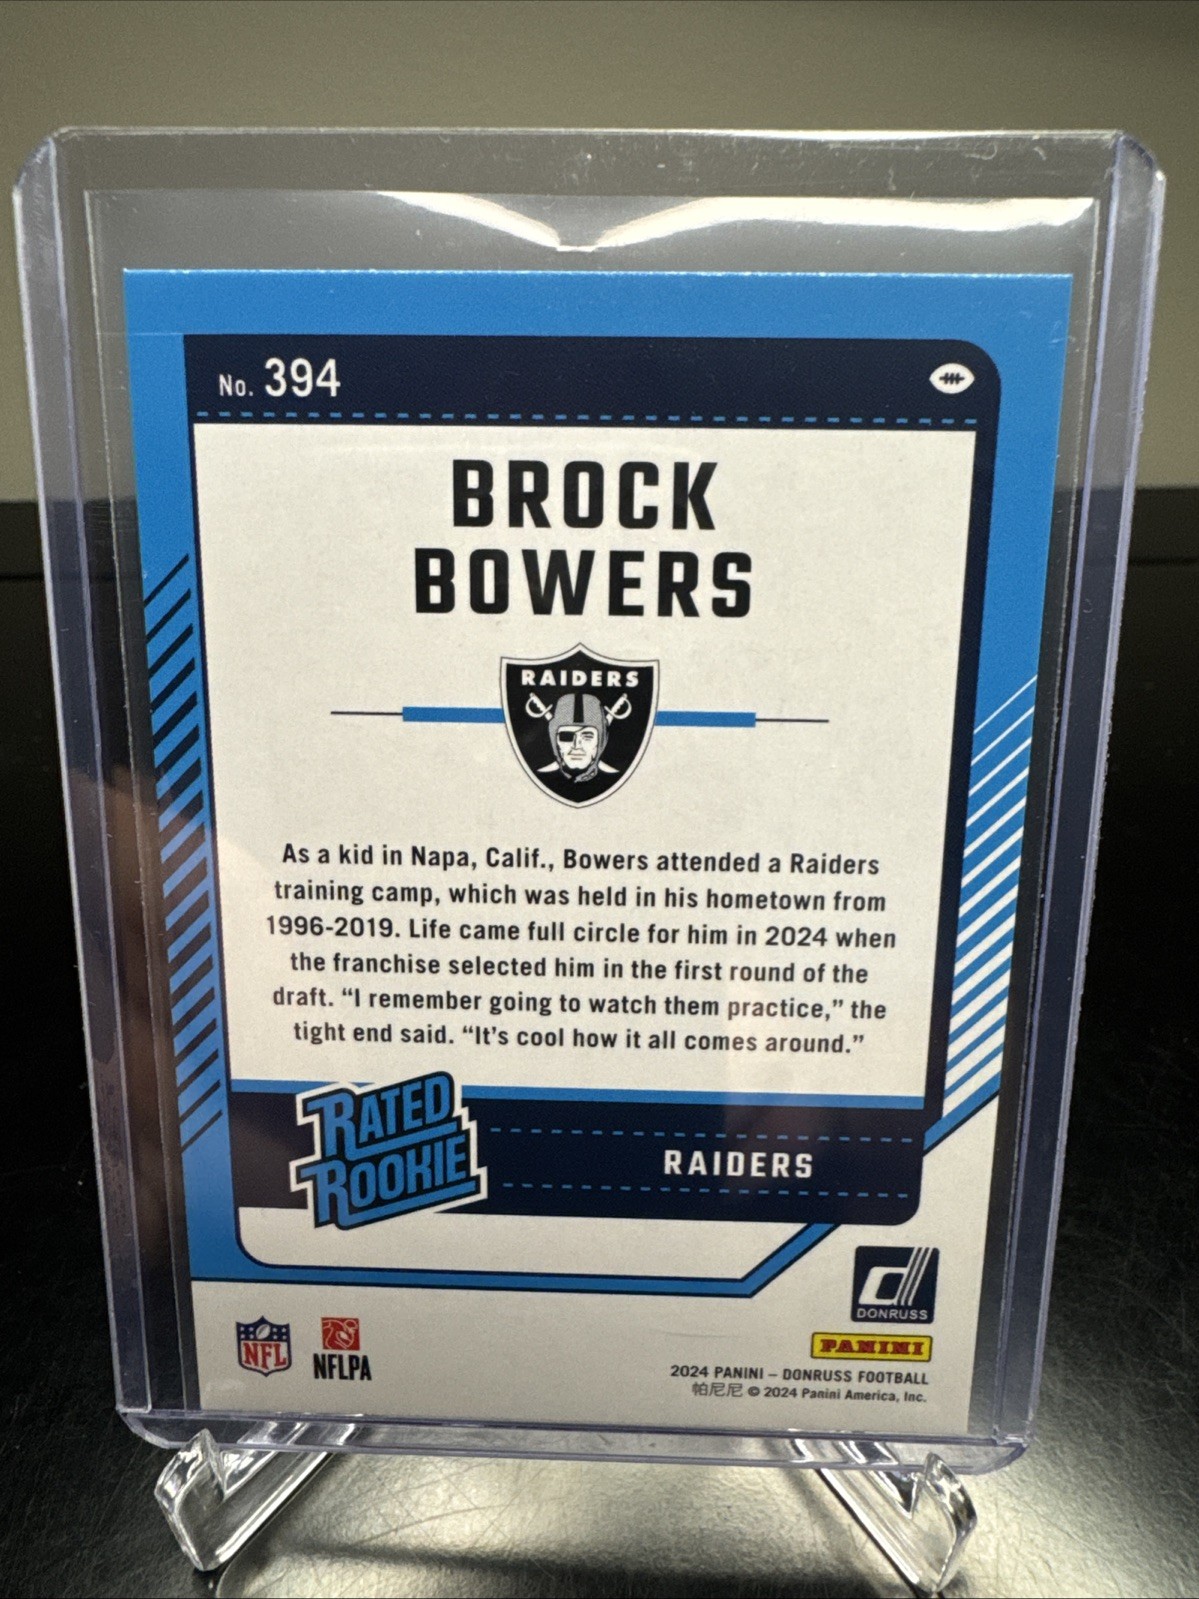 No. 394
BROCK
BOWERS
RAIDERS
As a kid in Napa, Calif., Bowers attended a Raiders
training camp, which was held in his hometown from
1996-2019. Life came full circle for him in 2024 when
the franchise selected him in the first round of the
draft. “I remember going to watch them practice,” the
tight end said. “It’s cool how it all comes around.”
RATED
ROOKIE
RAIDERS
d
DONRUSS
NFL
NFLPA
PANINI
2024 PANINI – DONRUSS FOOTBALL
帕尼尼 © 2024 Panini America, Inc.